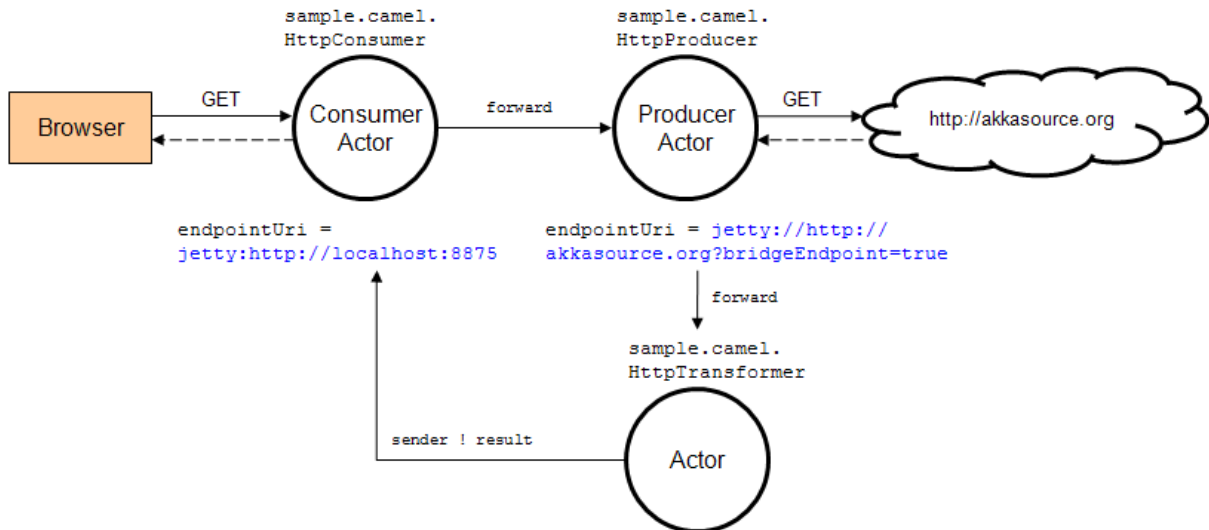 sample.camel.
HttpConsumer
sample.camel.
HttpProducer
Browser
GET
Consumer
Actor
forward
Producer
Actor
GET
http://akkasource.org
endpointUri =
jetty:http://localhost:8875
endpointUri = jetty://http://
akkasource.org?bridgeEndpoint=true
forward
sample.camel.
HttpTransformer
sender ! result
Actor